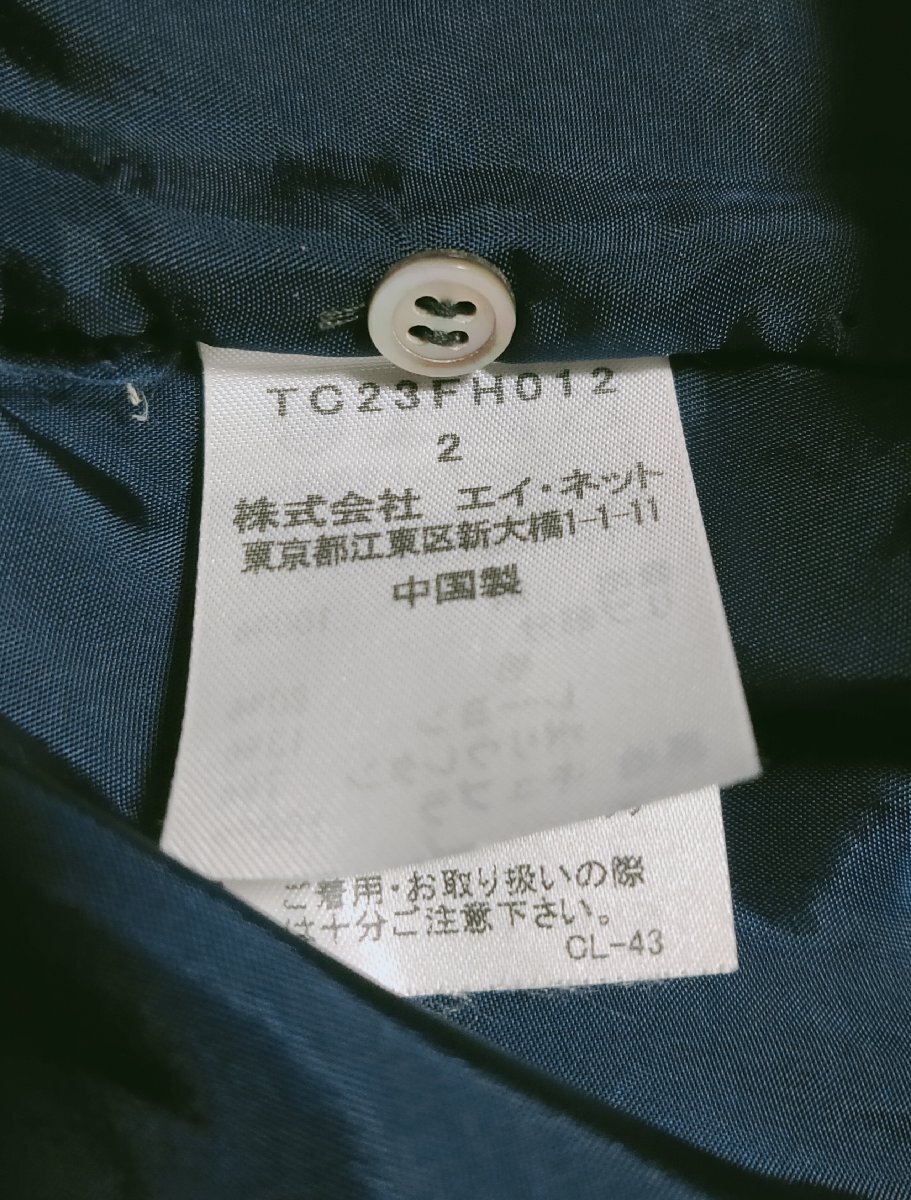 TC23FH012
2
株式会社 エイ・ネット
東京都江東区新大橋1-1-11
中国製
ご着用・お取り扱いの際
は十分ご注意下さい。
CL-43